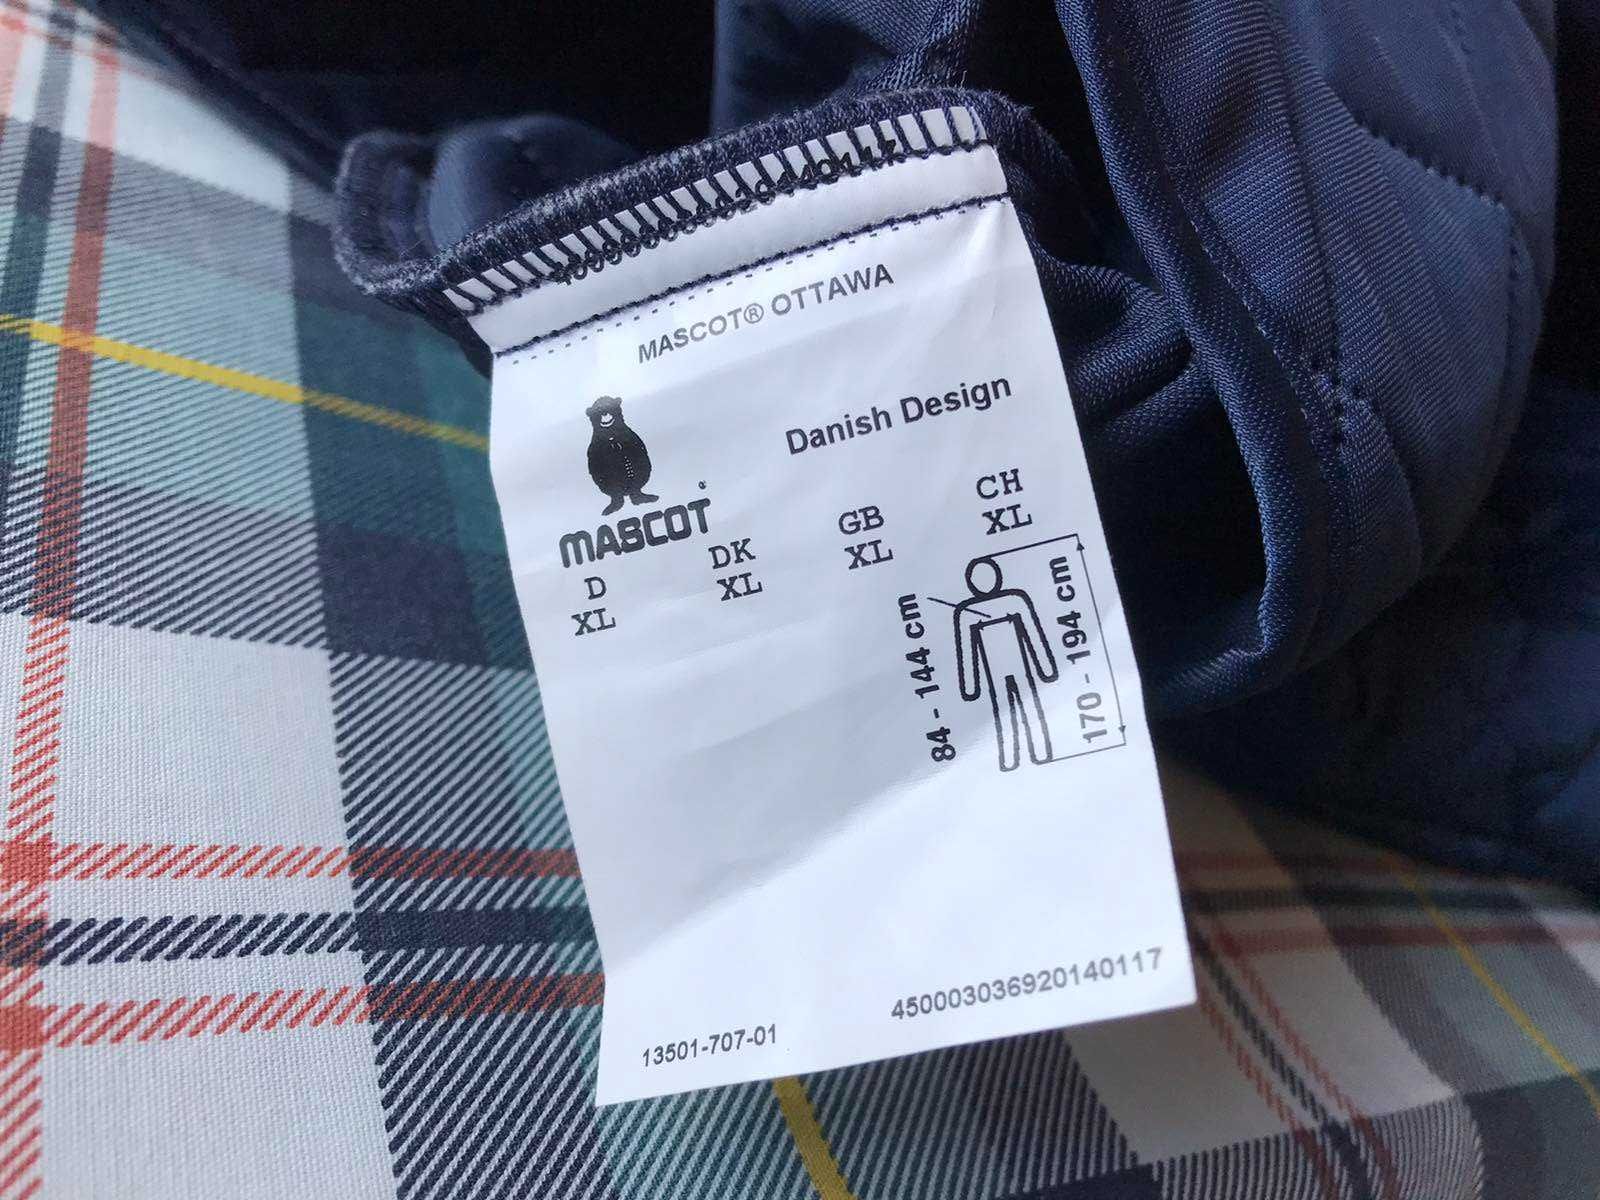 MASCOT® OTTAWA
Danish Design
MASCOT
D DK GB CH
XL XL XL XL
84 - 144 cm
170 - 194 cm
13501-707-01
450003036920140117